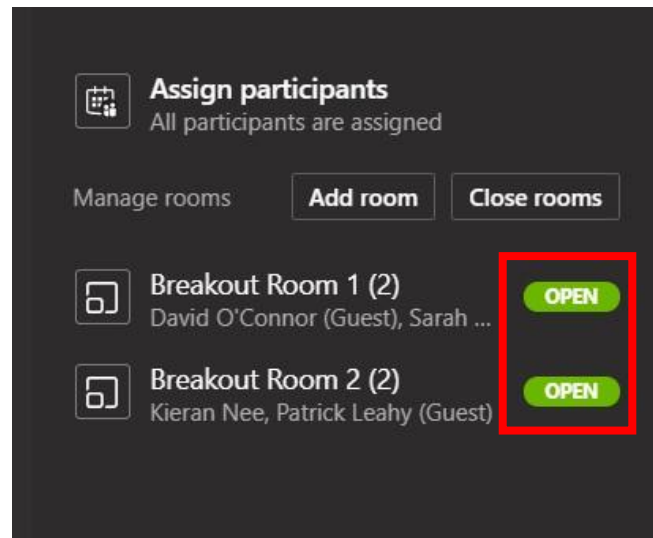 Assign participants
All participants are assigned
Manage rooms Add room Close rooms
Breakout Room 1 (2) OPEN
David O'Connor (Guest), Sarah ...
Breakout Room 2 (2) OPEN
Kieran Nee, Patrick Leahy (Guest)